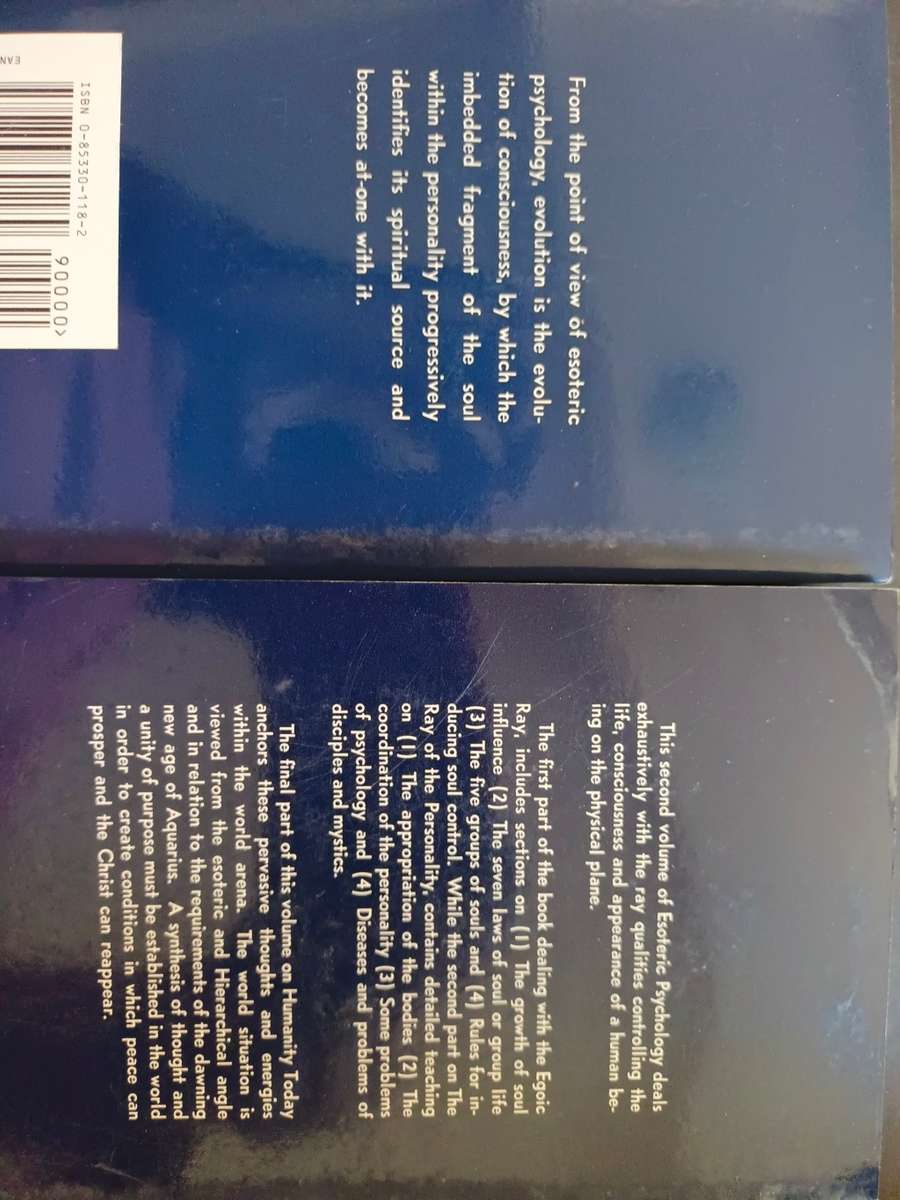 From the point of view of esoteric
psychology, evolution is the evolu-
tion of consciousness, by which the
imbedded fragment of the soul
within the personality progressively
identifies its spiritual source and
becomes at-one with it.
ISBN 0-85330-118-2
90000>
EAN
This second volume of Esoteric Psychology deals
exhaustively with the ray qualifies controlling the
life, consciousness and appearance of a human be-
ing on the physical plane.
The first part of the book dealing with the Egoic
Ray, includes sections on (1) The growth of soul
influence (2) The seven laws of soul or group life
(3) The five groups of souls and (4) Rules for in-
ducing soul control. While the second part on The
Ray of the Personality, contains detailed teaching
on (1) The appropriation of the bodies (2) The
coordination of the personality (3) Some problems
of psychology and (4) Diseases and problems of
disciples and mystics.
The final part of this volume on Humanity Today
anchors these pervasive thoughts and energies
within the world arena. The world situation is
viewed from the esoteric and Hierarchical angle
and in relation to the requirements of the dawning
new age of Aquarius. A synthesis of thought and
a unity of purpose must be established in the world
in order to create conditions in which peace can
prosper and the Christ can reappear.